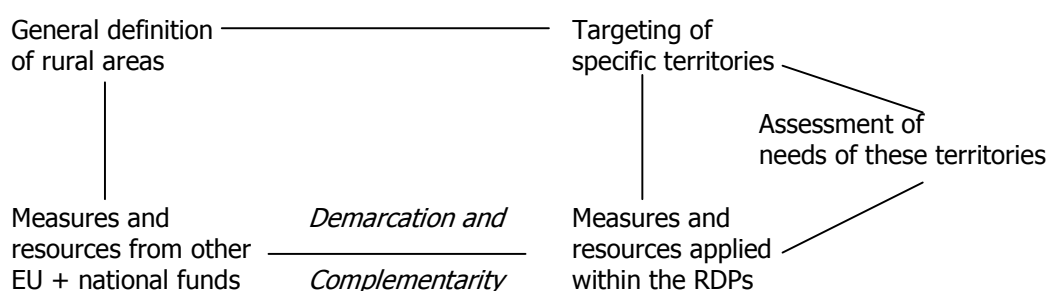 General definition
of rural areas
Targeting of
specific territories
Assessment of
needs of these territories
Measures and
resources from other
EU + national funds
Demarcation and
Complementarity
Measures and
resources applied
within the RDPs